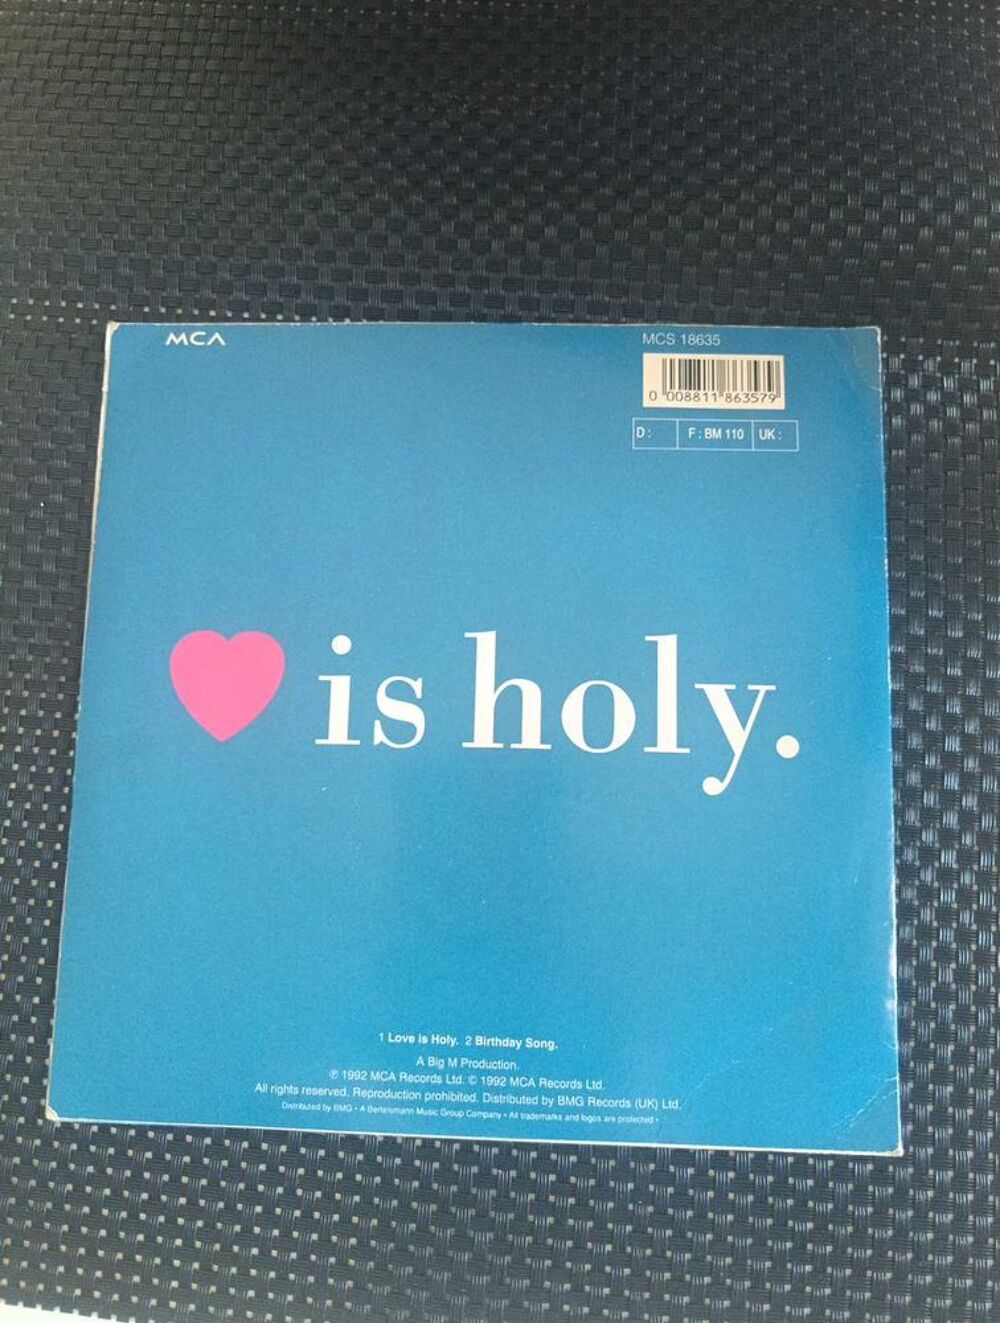 MCA
MCS 18635
0 008811 863579
D: F: BM 110 UK:
is holy.
1 Love is Holy. 2 Birthday Song.
A Big M Production.
℗ 1992 MCA Records Ltd. © 1992 MCA Records Ltd.
All rights reserved. Reproduction prohibited. Distributed by BMG Records (UK) Ltd.
Distributed by BMG • A Bertelsmann Music Group Company • All trademarks and logos are protected •